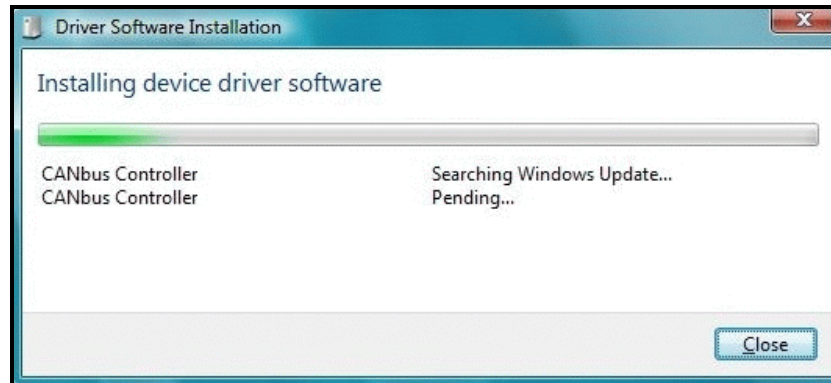 Driver Software Installation
Installing device driver software
CANbus Controller Searching Windows Update...
CANbus Controller Pending...
Close